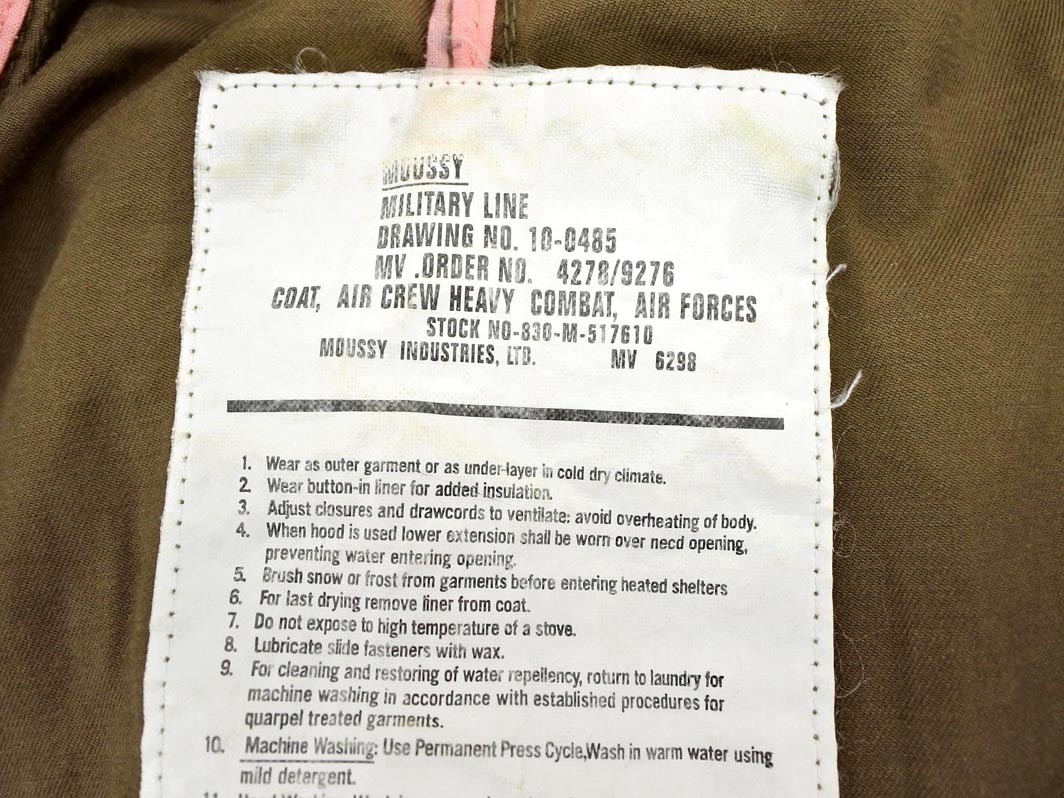 MOUSSY
MILITARY LINE
DRAWING NO. 10-0485
MV .ORDER NO. 4278/9276
COAT, AIR CREW HEAVY COMBAT, AIR FORCES
STOCK NO-830-M-517610
MOUSSY INDUSTRIES, LTD. MV 6298
1. Wear as outer garment or as under-layer in cold dry climate.
2. Wear button-in liner for added insulation.
3. Adjust closures and drawcords to ventilate: avoid overheating of body.
4. When hood is used lower extension shall be worn over necd opening,
preventing water entering opening.
5. Brush snow or frost from garments before entering heated shelters
6. For last drying remove liner from coat.
7. Do not expose to high temperature of a stove.
8. Lubricate slide fasteners with wax.
9. For cleaning and restoring of water repellency, return to laundry for
machine washing in accordance with established procedures for
quarpel treated garments.
10. Machine Washing: Use Permanent Press Cycle,Wash in warm water using
mild detergent.